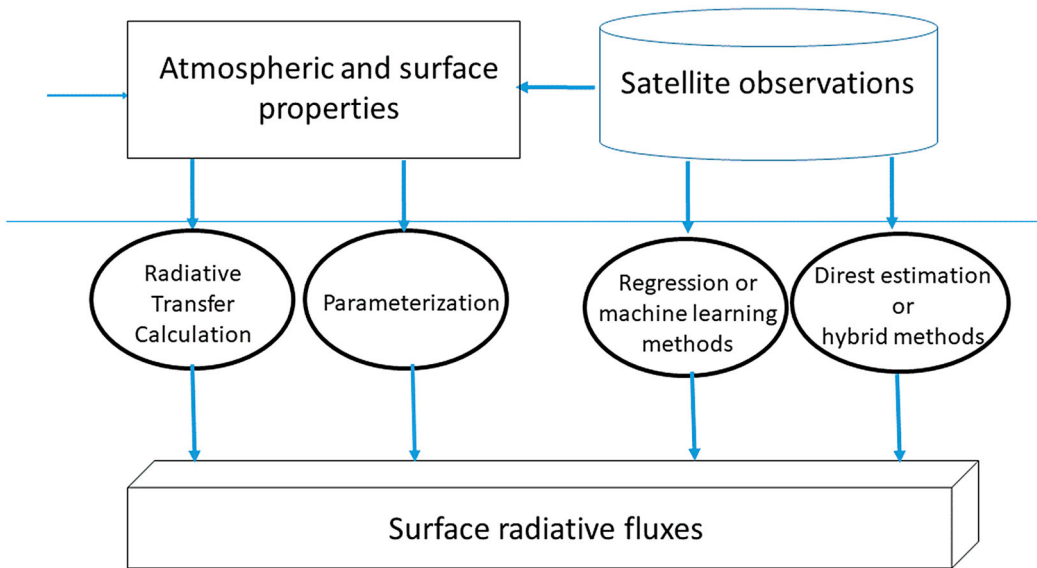 Atmospheric and surface
properties
Satellite observations
Radiative
Transfer
Calculation
Parameterization
Regression or
machine learning
methods
Direst estimation
or
hybrid methods
Surface radiative fluxes